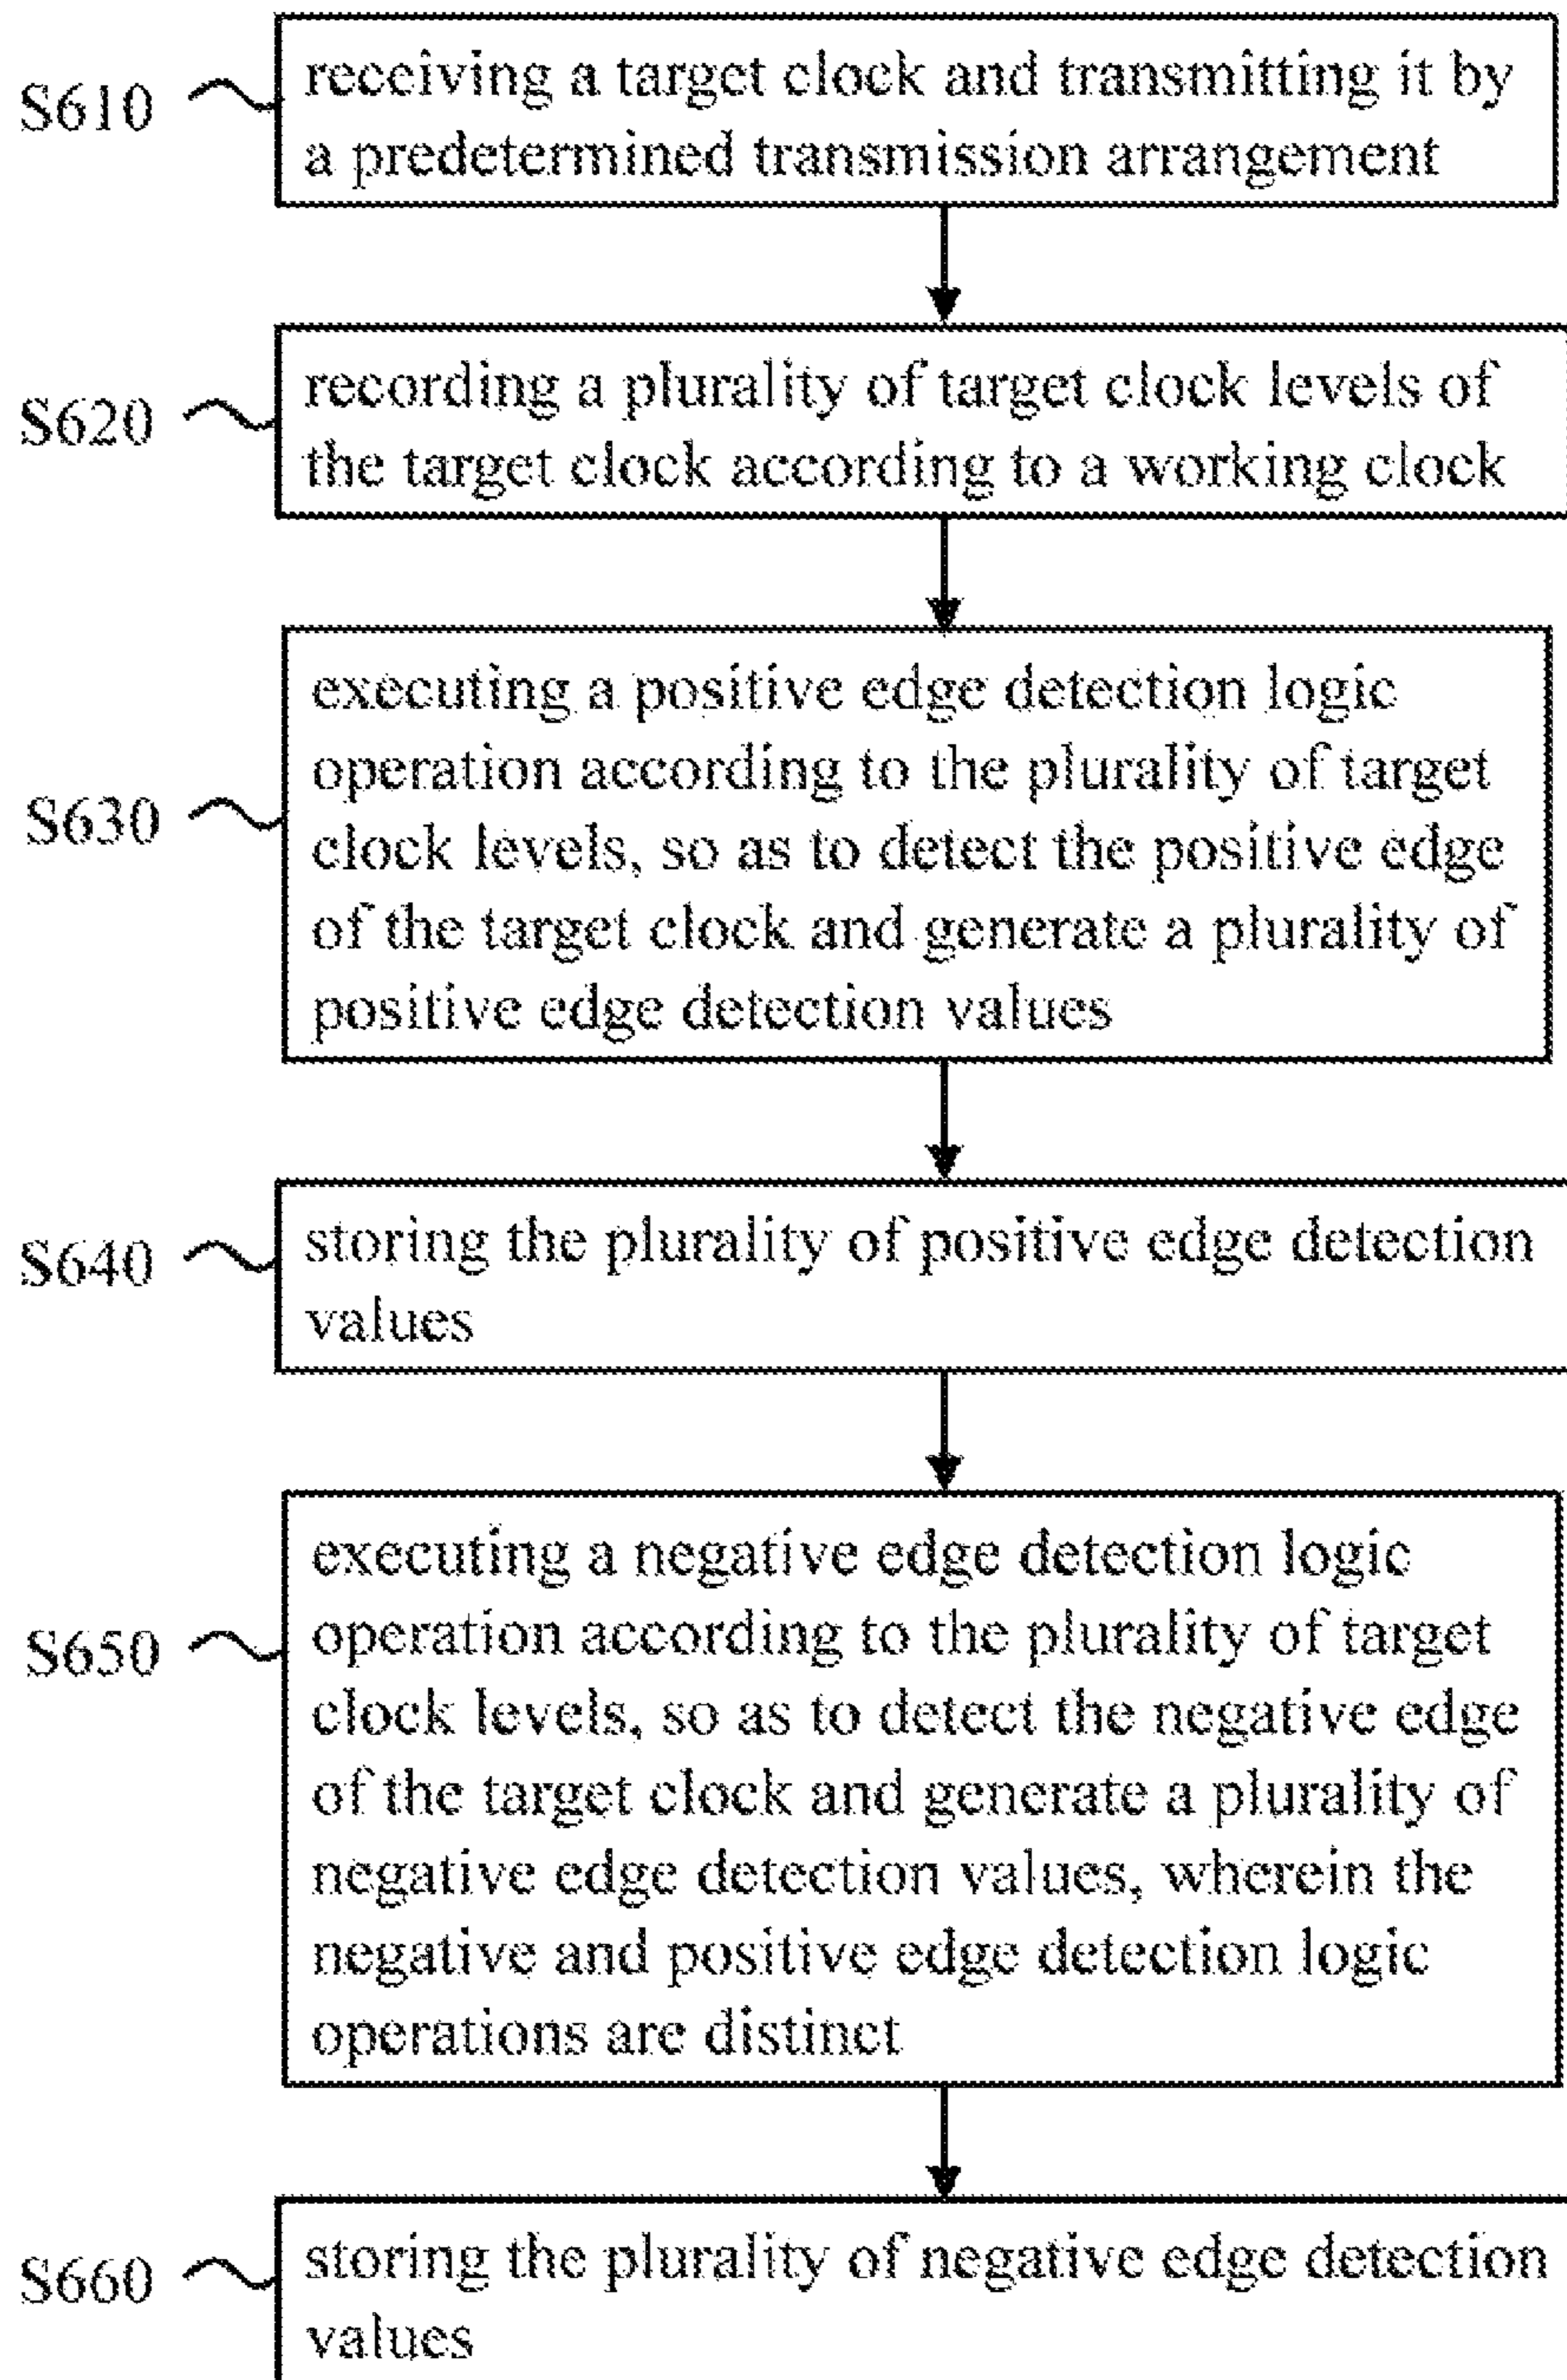 S610
receiving a target clock and transmitting it by
a predetermined transmission arrangement
S620
recording a plurality of target clock levels of
the target clock according to a working clock
S630
executing a positive edge detection logic
operation according to the plurality of target
clock levels, so as to detect the positive edge
of the target clock and generate a plurality of
positive edge detection values
S640
storing the plurality of positive edge detection
values
S650
executing a negative edge detection logic
operation according to the plurality of target
clock levels, so as to detect the negative edge
of the target clock and generate a plurality of
negative edge detection values, wherein the
negative and positive edge detection logic
operations are distinct
S660
storing the plurality of negative edge detection
values